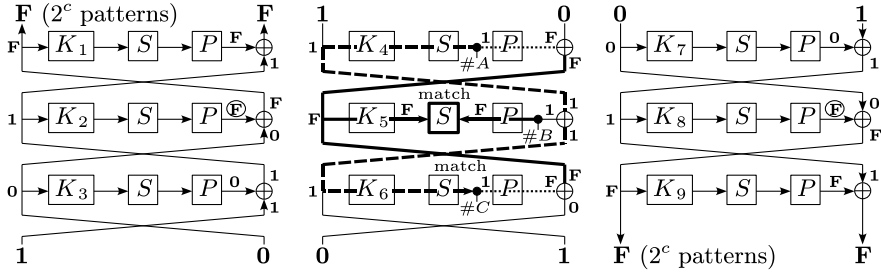 F (2^c patterns) F 1 0 0 1
F K_1 S P F 1 K_4 S 1 P F 0 K_7 S P 0
1 #A F 1
match
F 1 0
1 K_2 S P F F K_5 F S F P 1 1 K_8 S P F
0 #B 1 F
match
1 F 1
0 K_3 S P 0 1 K_6 S 1 P F F K_9 S P F
1 #C 0
1 0 1 0 F (2^c patterns) F